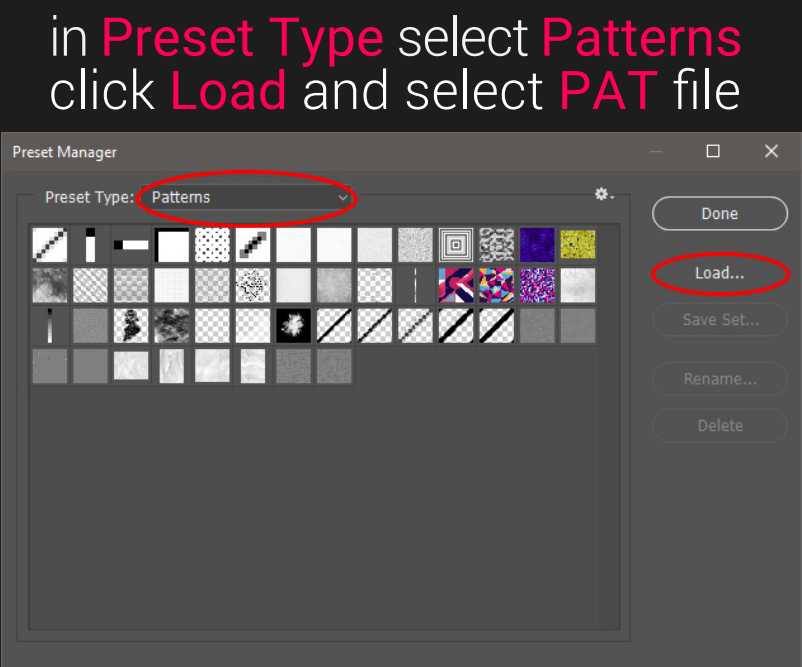 in Preset Type select Patterns
click Load and select PAT file
Preset Manager
Preset Type: Patterns
Done
Load...
Save Set...
Rename...
Delete